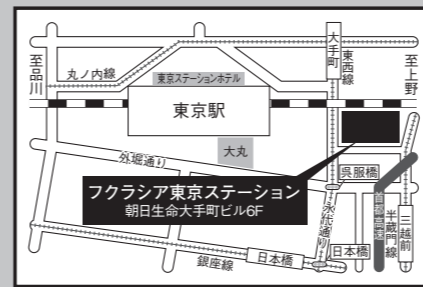 大手町
東西線
至上野
至品川
丸ノ内線
東京ステーションホテル
東京駅
大丸
外堀通り
呉服橋
フクラシア東京ステーション
朝日生命大手町ビル6F
永代通り
首都高速
半蔵門線
三越前
日本橋
日本橋
銀座線